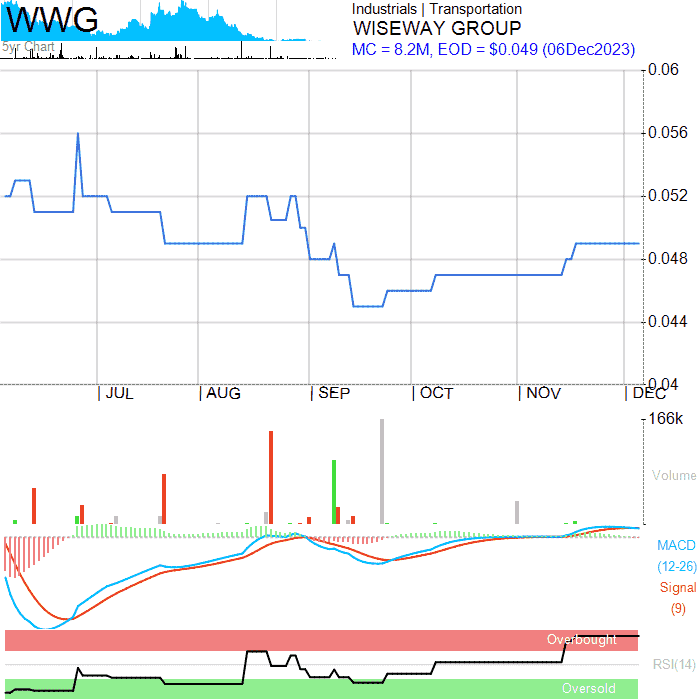 WWG
5yr Chart
Industrials | Transportation
WISEWAY GROUP
MC = 8.2M, EOD = $0.049 (06Dec2023)
0.06
0.056
0.052
0.048
0.044
0.04
JUL
AUG
SEP
OCT
NOV
DEC
166k
Volume
MACD
(12-26)
Signal
(9)
Overbought
RSI(14)
Oversold